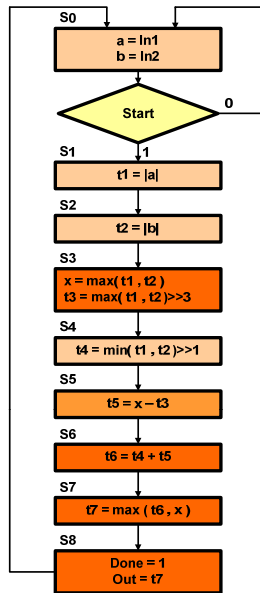 S0
a = In1
b = In2
Start
0
S1
1
t1 = |a|
S2
t2 = |b|
S3
x = max( t1 , t2 )
t3 = max( t1 , t2 )>>3
S4
t4 = min( t1 , t2 )>>1
S5
t5 = x – t3
S6
t6 = t4 + t5
S7
t7 = max ( t6 , x )
S8
Done = 1
Out = t7